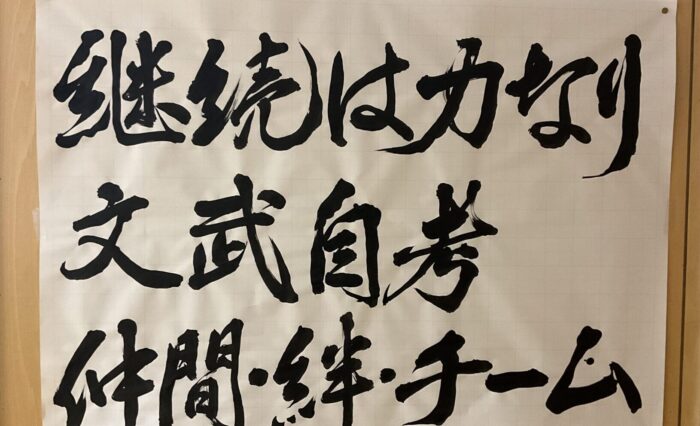 継続は力なり
文武自考
仲間・絆・チーム